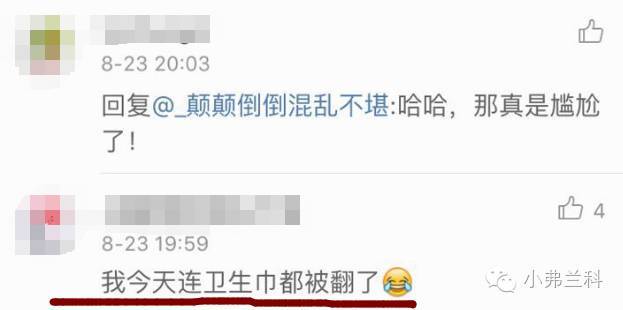 8-23 20:03
回复@_颠颠倒倒混乱不堪:哈哈，那真是尴尬
了！
4
8-23 19:59
我今天连卫生巾都被翻了😂
小弗兰科